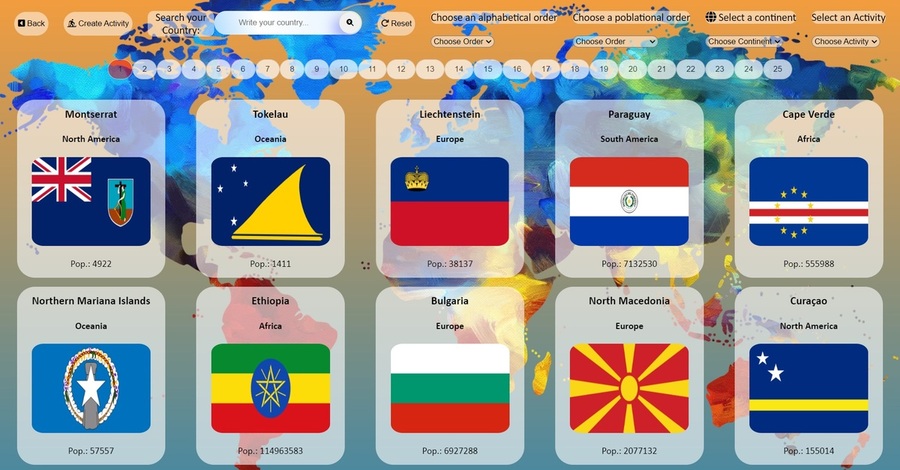 Back
Create Activity
Search your
Country:
Write your country...
Reset
Choose an alphabetical order
Choose Order
Choose a poblational order
Choose Order
Select a continent
Choose Continent
Select an Activity
Choose Activity
1 2 3 4 5 6 7 8 9 10 11 12 13 14 15 16 17 18 19 20 21 22 23 24 25
Montserrat
North America
Pop.: 4922
Tokelau
Oceania
Pop.: 1411
Liechtenstein
Europe
Pop.: 38137
Paraguay
South America
Pop.: 7132530
Cape Verde
Africa
Pop.: 555988
Northern Mariana Islands
Oceania
Pop.: 57557
Ethiopia
Africa
Pop.: 114963583
Bulgaria
Europe
Pop.: 6927288
North Macedonia
Europe
Pop.: 2077132
Curaçao
North America
Pop.: 155014